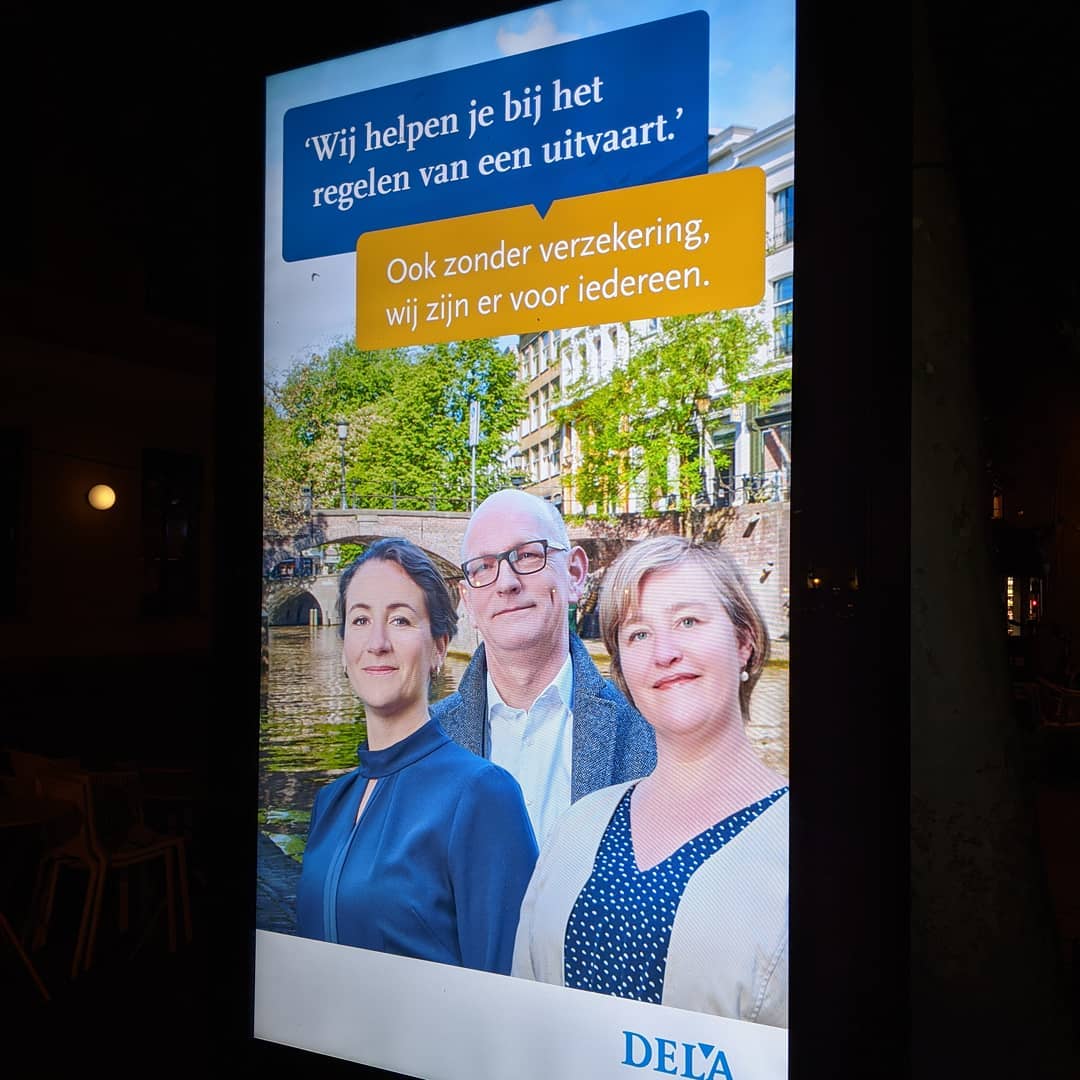 ‘Wij helpen je bij het
regelen van een uitvaart.’
Ook zonder verzekering,
wij zijn er voor iedereen.
DELA